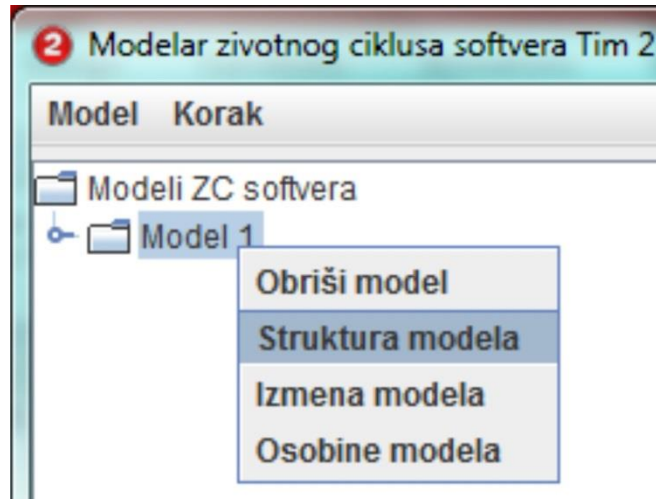 2 Modelar zivotnog ciklusa softvera Tim 2
Model Korak
Modeli ZC softvera
Model 1
Obriši model
Struktura modela
Izmena modela
Osobine modela